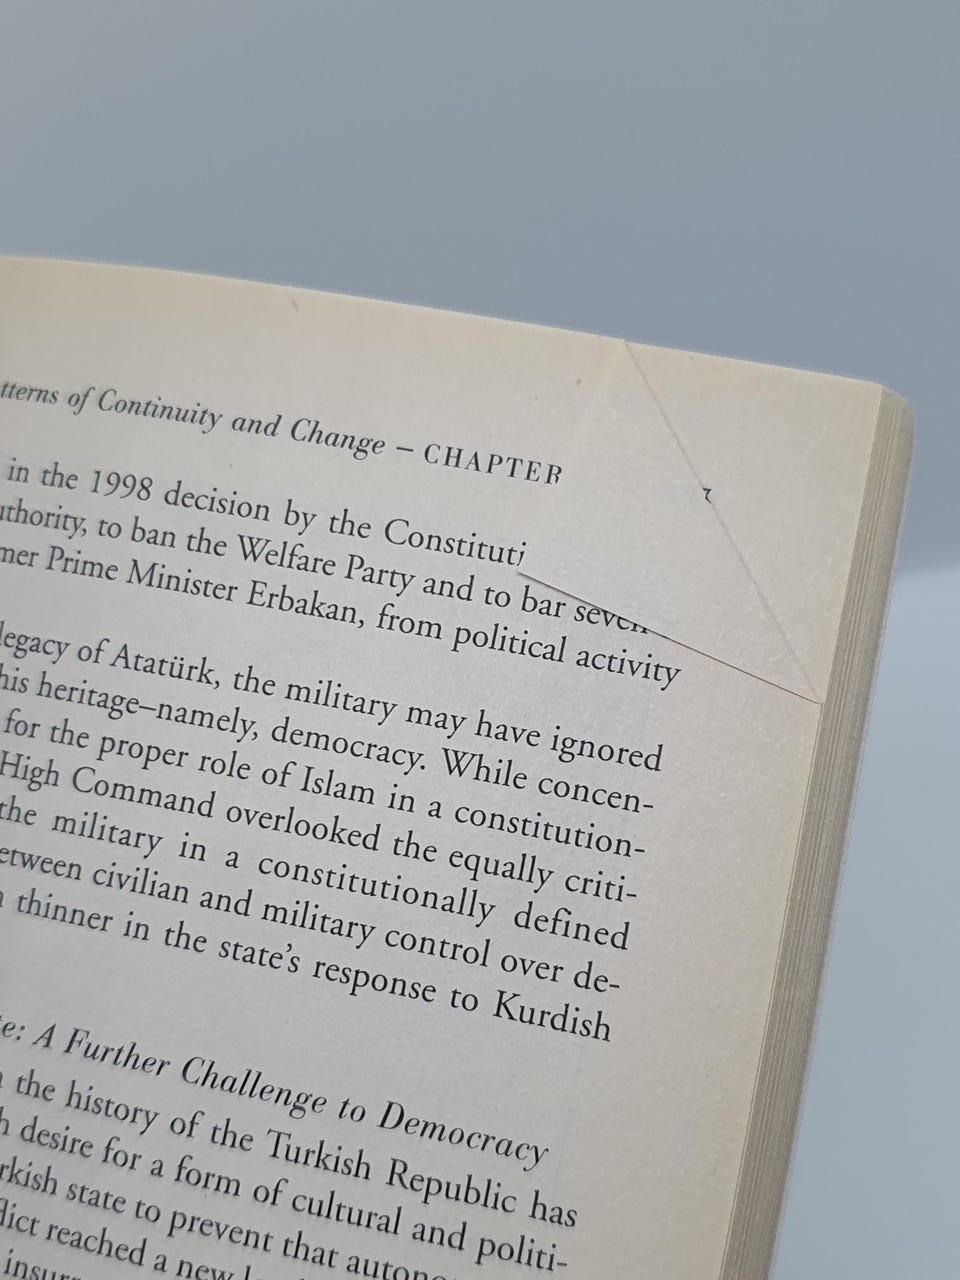 tterns of Continuity and Change – CHAPTER
in the 1998 decision by the Constituti
uthority, to ban the Welfare Party and to bar seven
mer Prime Minister Erbakan, from political activity
legacy of Atatürk, the military may have ignored
his heritage–namely, democracy. While concen-
for the proper role of Islam in a constitution-
High Command overlooked the equally criti-
the military in a constitutionally defined
etween civilian and military control over de-
n thinner in the state's response to Kurdish
te: A Further Challenge to Democracy
n the history of the Turkish Republic has
h desire for a form of cultural and politi-
rkish state to prevent that auton
flict reached a new
insur